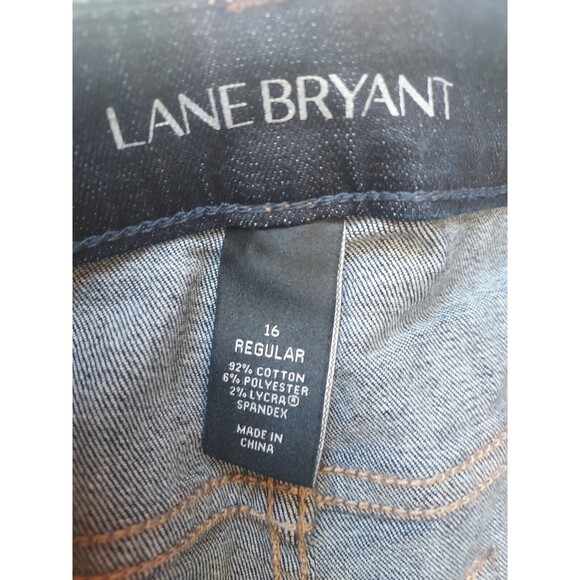 LANE BRYANT
16
REGULAR
92% COTTON
6% POLYESTER
2% LYCRA®
SPANDEX
MADE IN
CHINA